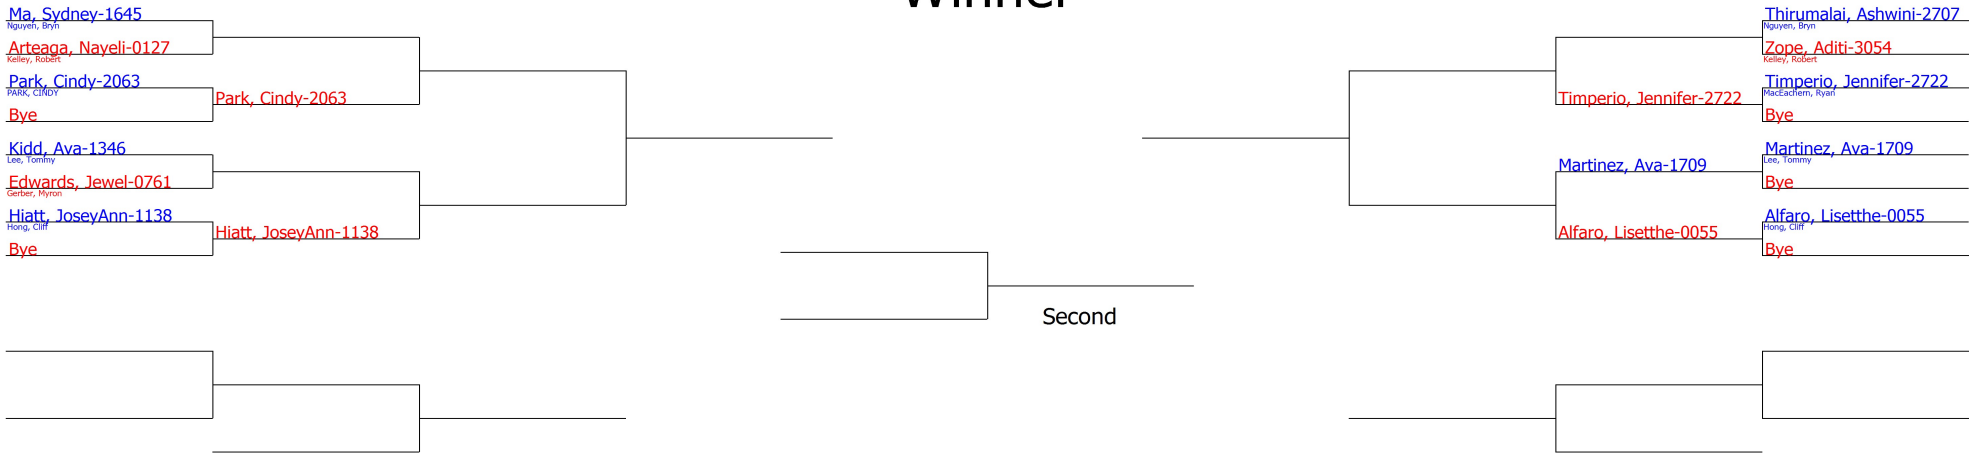 Winner
Ma, Sydney-1645
Nguyen, Bryn
Arteaga, Nayeli-0127
Kelley, Robert
Park, Cindy-2063
PARK, CINDY
Bye
Park, Cindy-2063
Kidd, Ava-1346
Lee, Tommy
Edwards, Jewel-0761
Gerber, Myron
Hiatt, JoseyAnn-1138
Hong, Cliff
Bye
Hiatt, JoseyAnn-1138
Second
Timperio, Jennifer-2722
Martinez, Ava-1709
Alfaro, Lisetthe-0055
Thirumalai, Ashwini-2707
Nguyen, Bryn
Zope, Aditi-3054
Kelley, Robert
Timperio, Jennifer-2722
MacEachern, Ryan
Bye
Martinez, Ava-1709
Lee, Tommy
Bye
Alfaro, Lisetthe-0055
Hong, Cliff
Bye